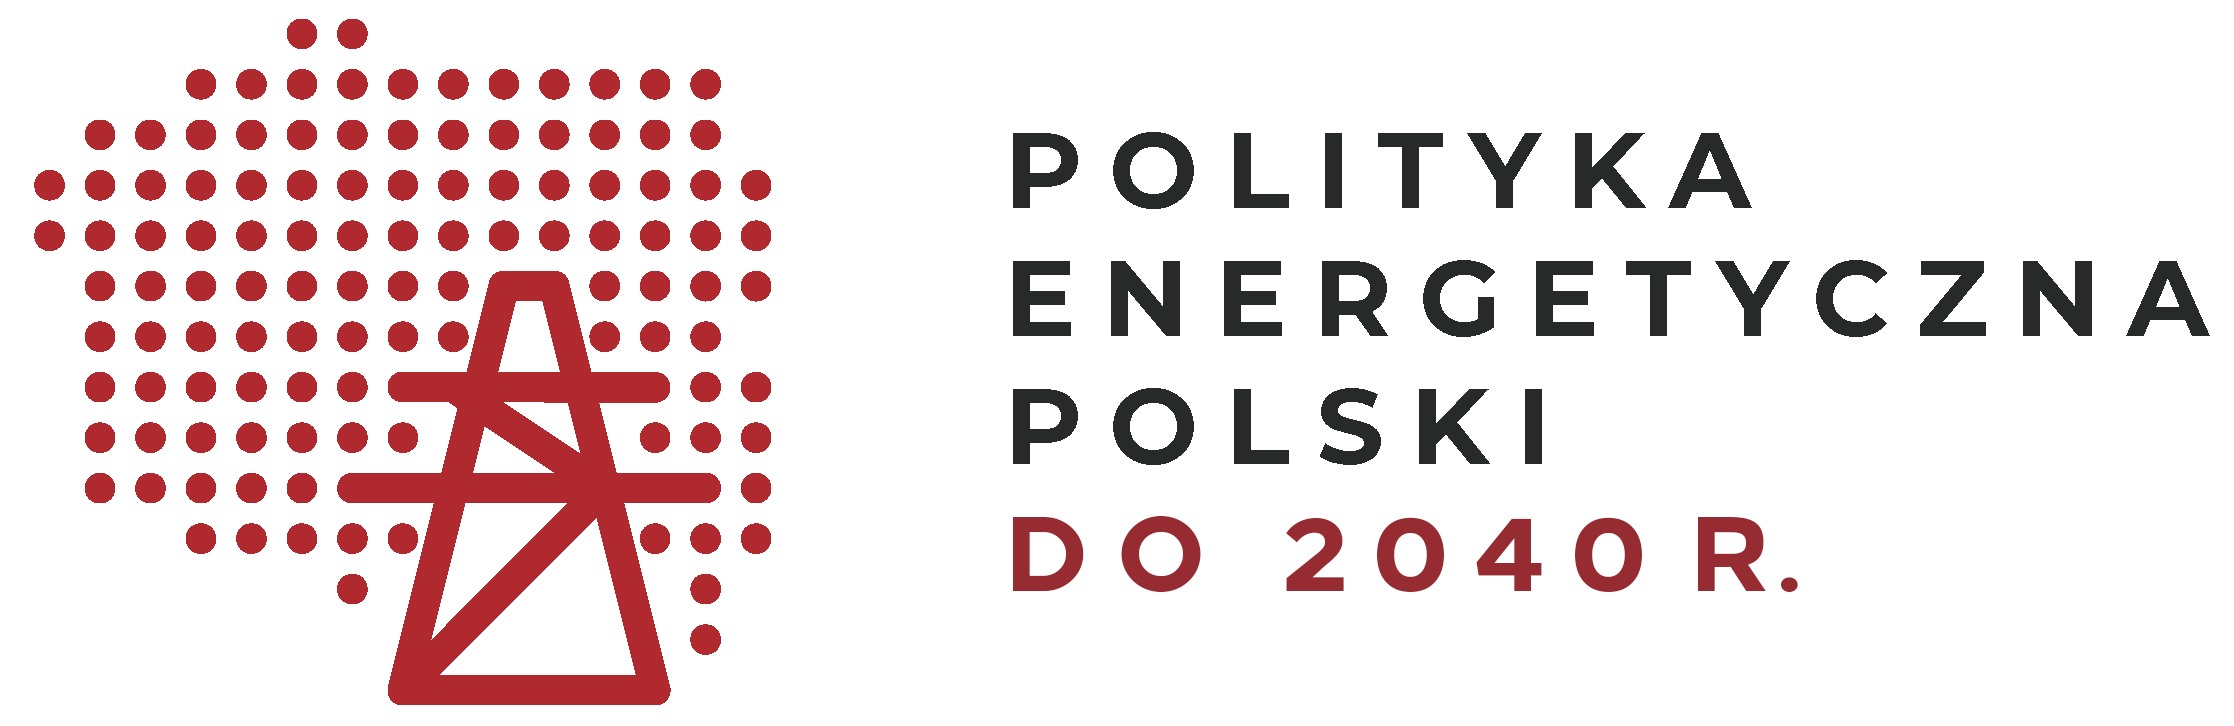 POLITYKA
ENERGETYCZNA
POLSKI
DO 2040 R.